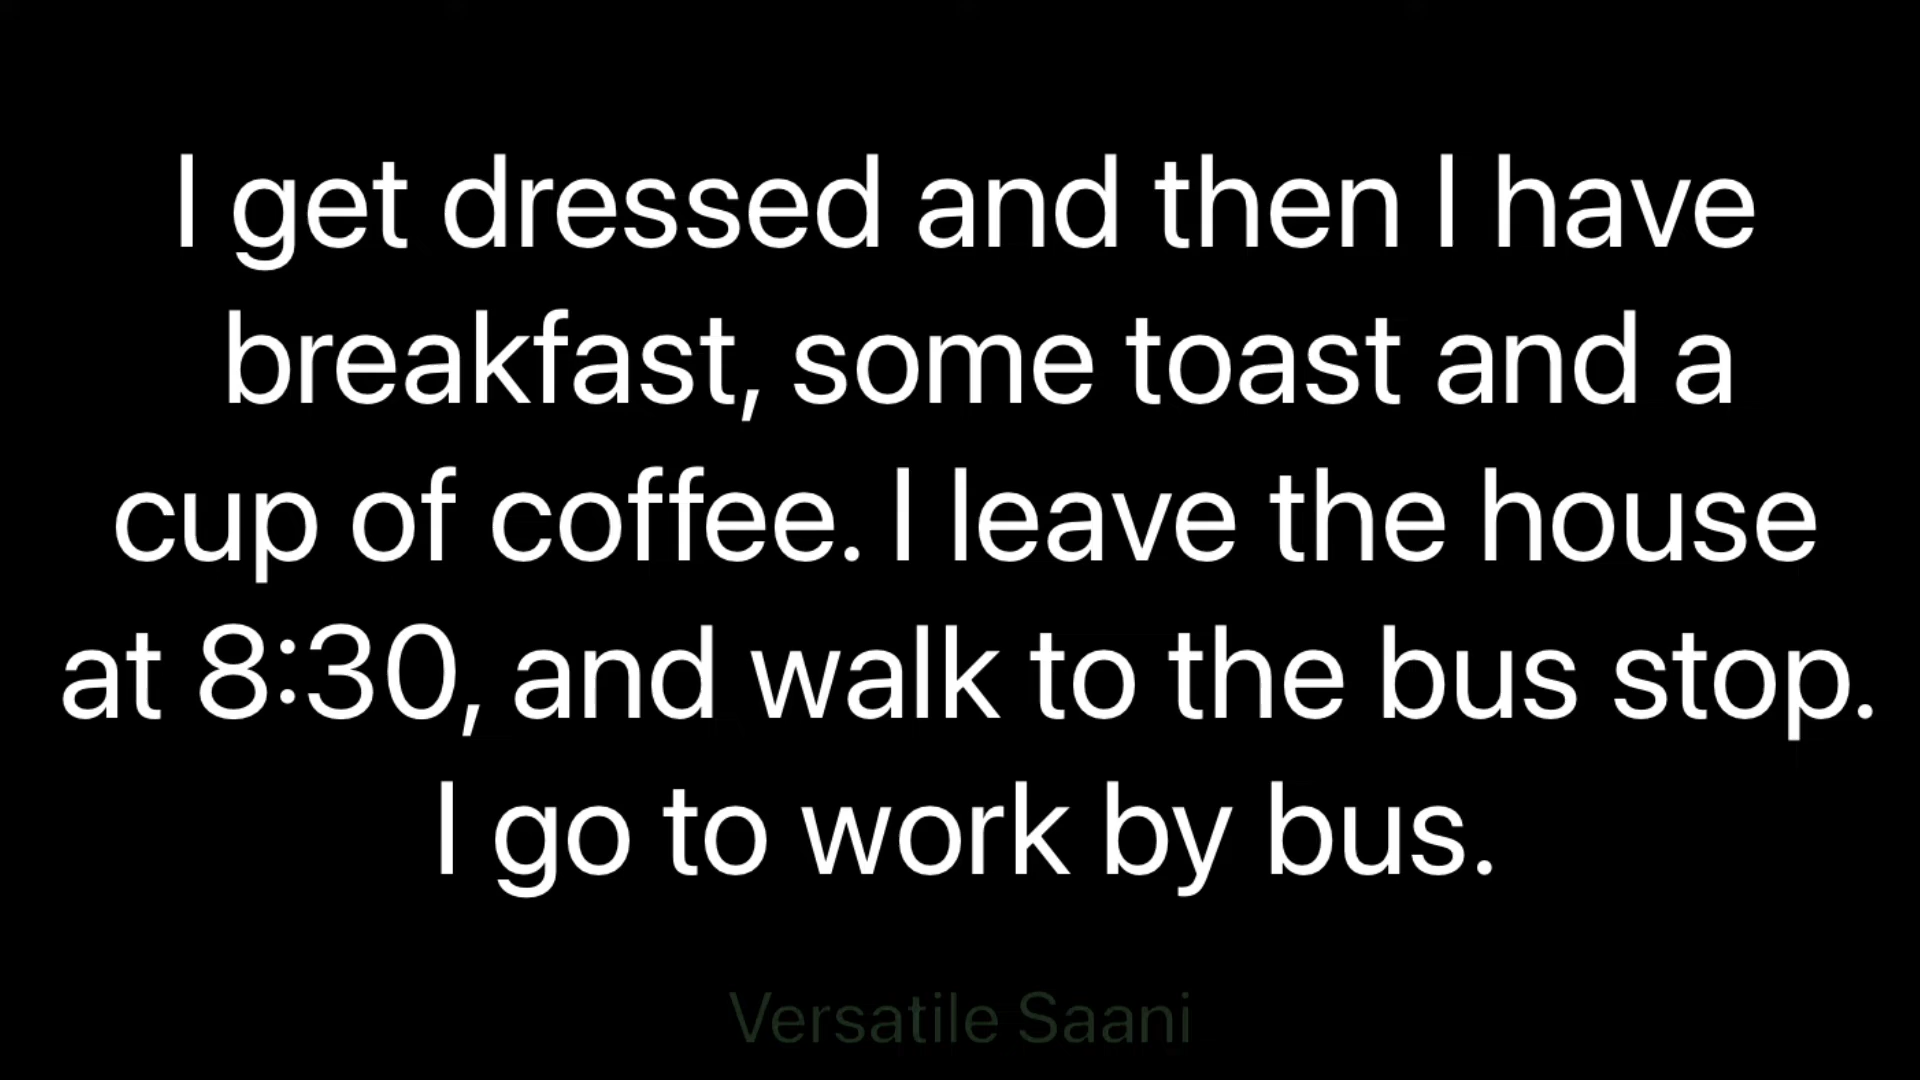 I get dressed and then I have
breakfast, some toast and a
cup of coffee. I leave the house
at 8:30, and walk to the bus stop.
I go to work by bus.
Versatile Saani